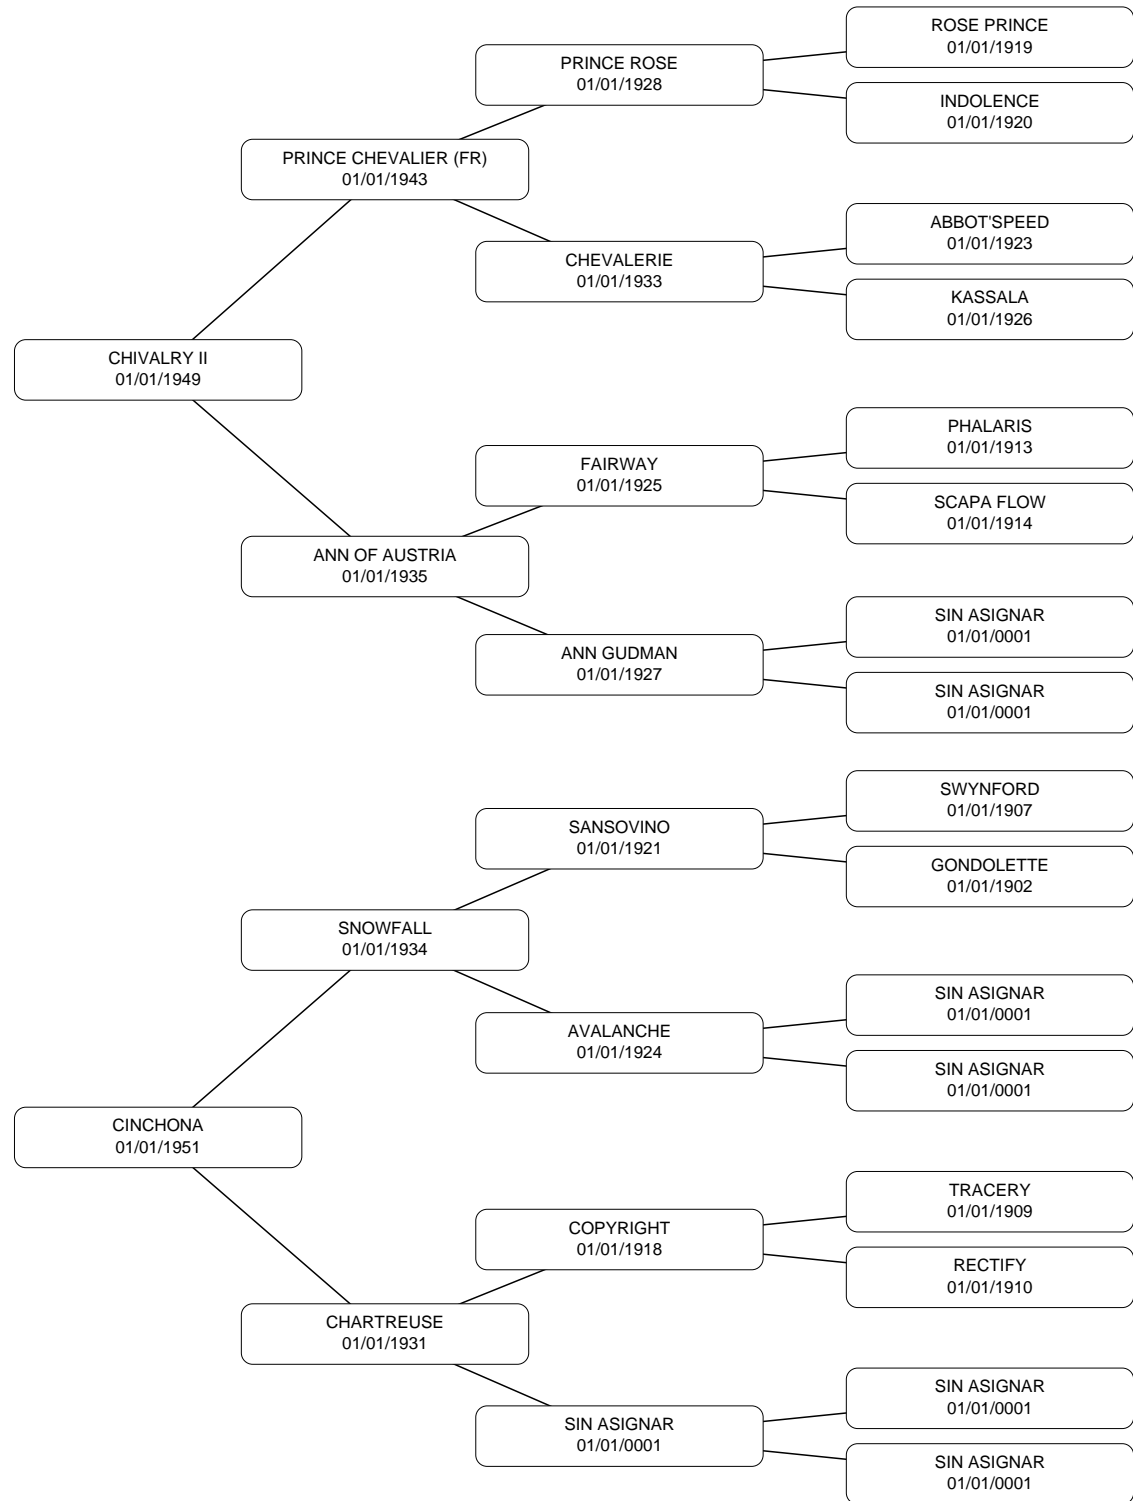 ROSE PRINCE
01/01/1919
PRINCE ROSE
01/01/1928
INDOLENCE
01/01/1920
PRINCE CHEVALIER (FR)
01/01/1943
ABBOT'SPEED
01/01/1923
CHEVALERIE
01/01/1933
KASSALA
01/01/1926
CHIVALRY II
01/01/1949
PHALARIS
01/01/1913
FAIRWAY
01/01/1925
SCAPA FLOW
01/01/1914
ANN OF AUSTRIA
01/01/1935
SIN ASIGNAR
01/01/0001
ANN GUDMAN
01/01/1927
SIN ASIGNAR
01/01/0001
SWYNFORD
01/01/1907
SANSOVINO
01/01/1921
GONDOLETTE
01/01/1902
SNOWFALL
01/01/1934
SIN ASIGNAR
01/01/0001
AVALANCHE
01/01/1924
SIN ASIGNAR
01/01/0001
CINCHONA
01/01/1951
TRACERY
01/01/1909
COPYRIGHT
01/01/1918
RECTIFY
01/01/1910
CHARTREUSE
01/01/1931
SIN ASIGNAR
01/01/0001
SIN ASIGNAR
01/01/0001
SIN ASIGNAR
01/01/0001